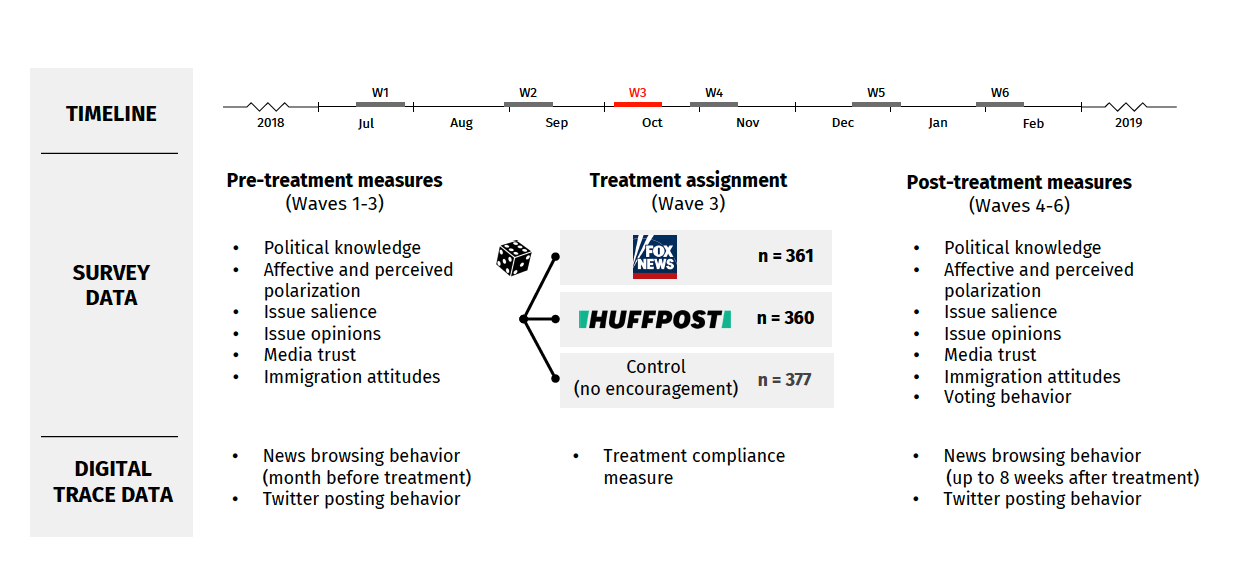 TIMELINE
W1 W2 W3 W4 W5 W6
2018 Jul Aug Sep Oct Nov Dec Jan Feb 2019
SURVEY
DATA
Pre-treatment measures
(Waves 1-3)
• Political knowledge
• Affective and perceived
polarization
• Issue salience
• Issue opinions
• Media trust
• Immigration attitudes
Treatment assignment
(Wave 3)
FOX
NEWS
n = 361
HUFFPOST
n = 360
Control
(no encouragement)
n = 377
Post-treatment measures
(Waves 4-6)
• Political knowledge
• Affective and perceived
polarization
• Issue salience
• Issue opinions
• Media trust
• Immigration attitudes
• Voting behavior
DIGITAL
TRACE DATA
• News browsing behavior
(month before treatment)
• Twitter posting behavior
• Treatment compliance
measure
• News browsing behavior
(up to 8 weeks after treatment)
• Twitter posting behavior